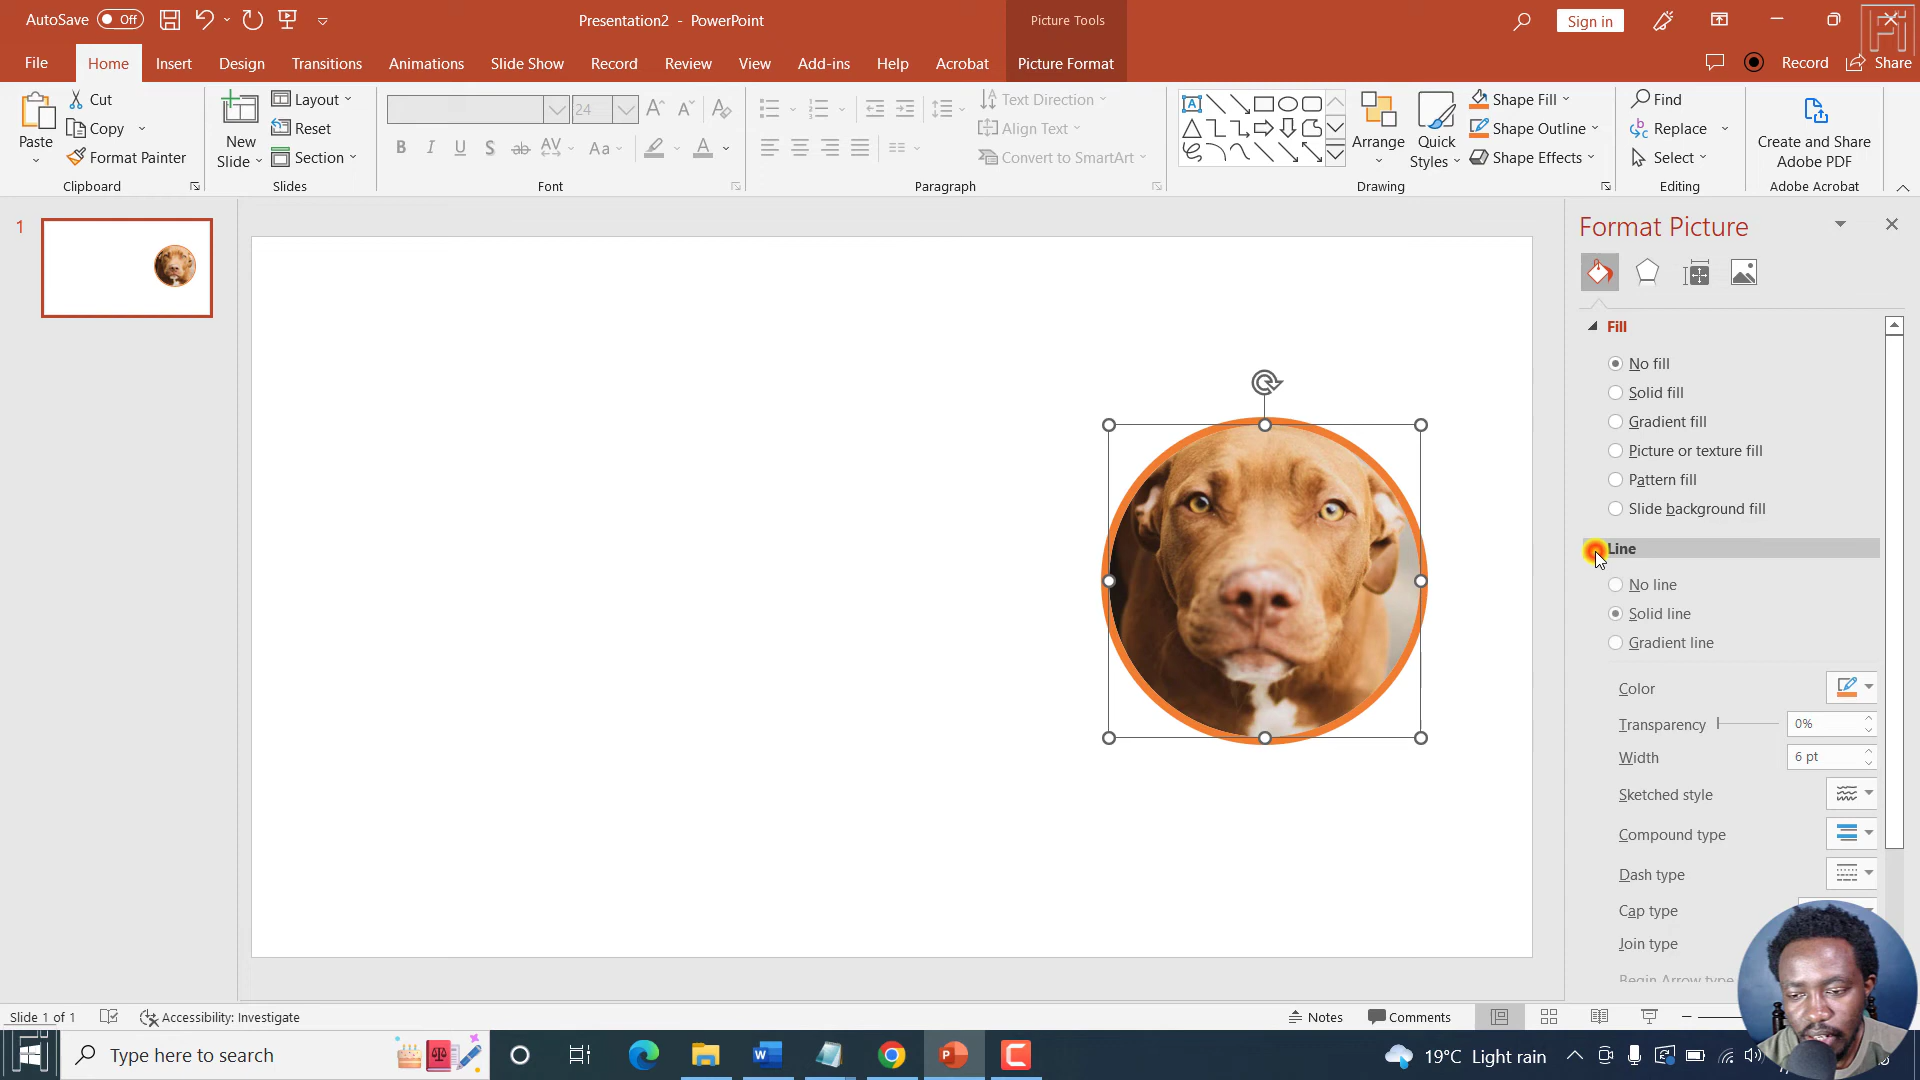 AutoSave Off
Presentation2 - PowerPoint
Picture Tools
Sign in
File Home Insert Design Transitions Animations Slide Show Record Review View Add-ins Help Acrobat Picture Format
Record Share
Paste
Cut
Copy
Format Painter
Clipboard
New Slide
Layout
Reset
Section
Slides
24
B I U S ab AV Aa A
Font
Text Direction
Align Text
Convert to SmartArt
Paragraph
Arrange
Quick Styles
Shape Fill
Shape Outline
Shape Effects
Drawing
Find
Replace
Select
Editing
Create and Share Adobe PDF
Adobe Acrobat
1
Format Picture
Fill
No fill
Solid fill
Gradient fill
Picture or texture fill
Pattern fill
Slide background fill
Line
No line
Solid line
Gradient line
Color
Transparency 0%
Width 6 pt
Sketched style
Compound type
Dash type
Cap type
Join type
Begin Arrow type
Slide 1 of 1
Accessibility: Investigate
Notes
Comments
Type here to search
19°C Light rain